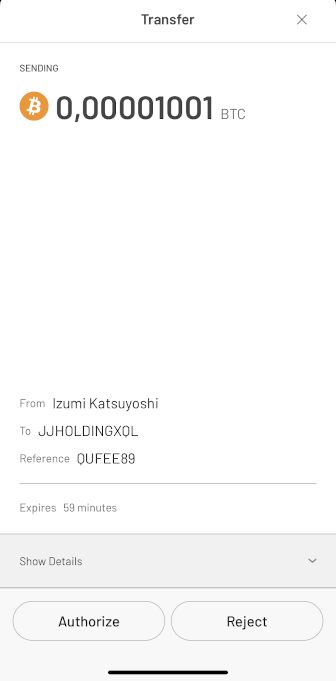 Transfer
SENDING
0,00001001 BTC
From Izumi Katsuyoshi
To JJHOLDINGXQL
Reference QUFEE89
Expires 59 minutes
Show Details
Authorize Reject